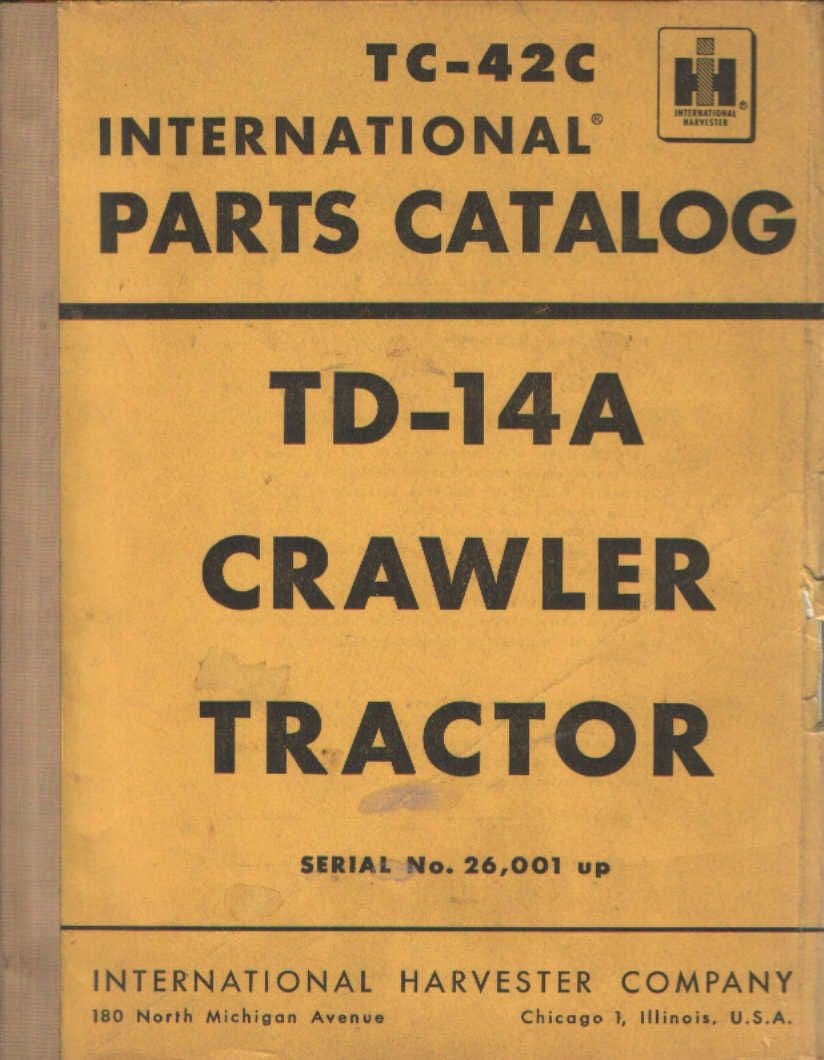 TC-42C
IH
INTERNATIONAL
HARVESTER
®
INTERNATIONAL®
PARTS CATALOG
TD-14A
CRAWLER
TRACTOR
SERIAL No. 26,001 up
INTERNATIONAL HARVESTER COMPANY
180 North Michigan Avenue Chicago 1, Illinois, U.S.A.